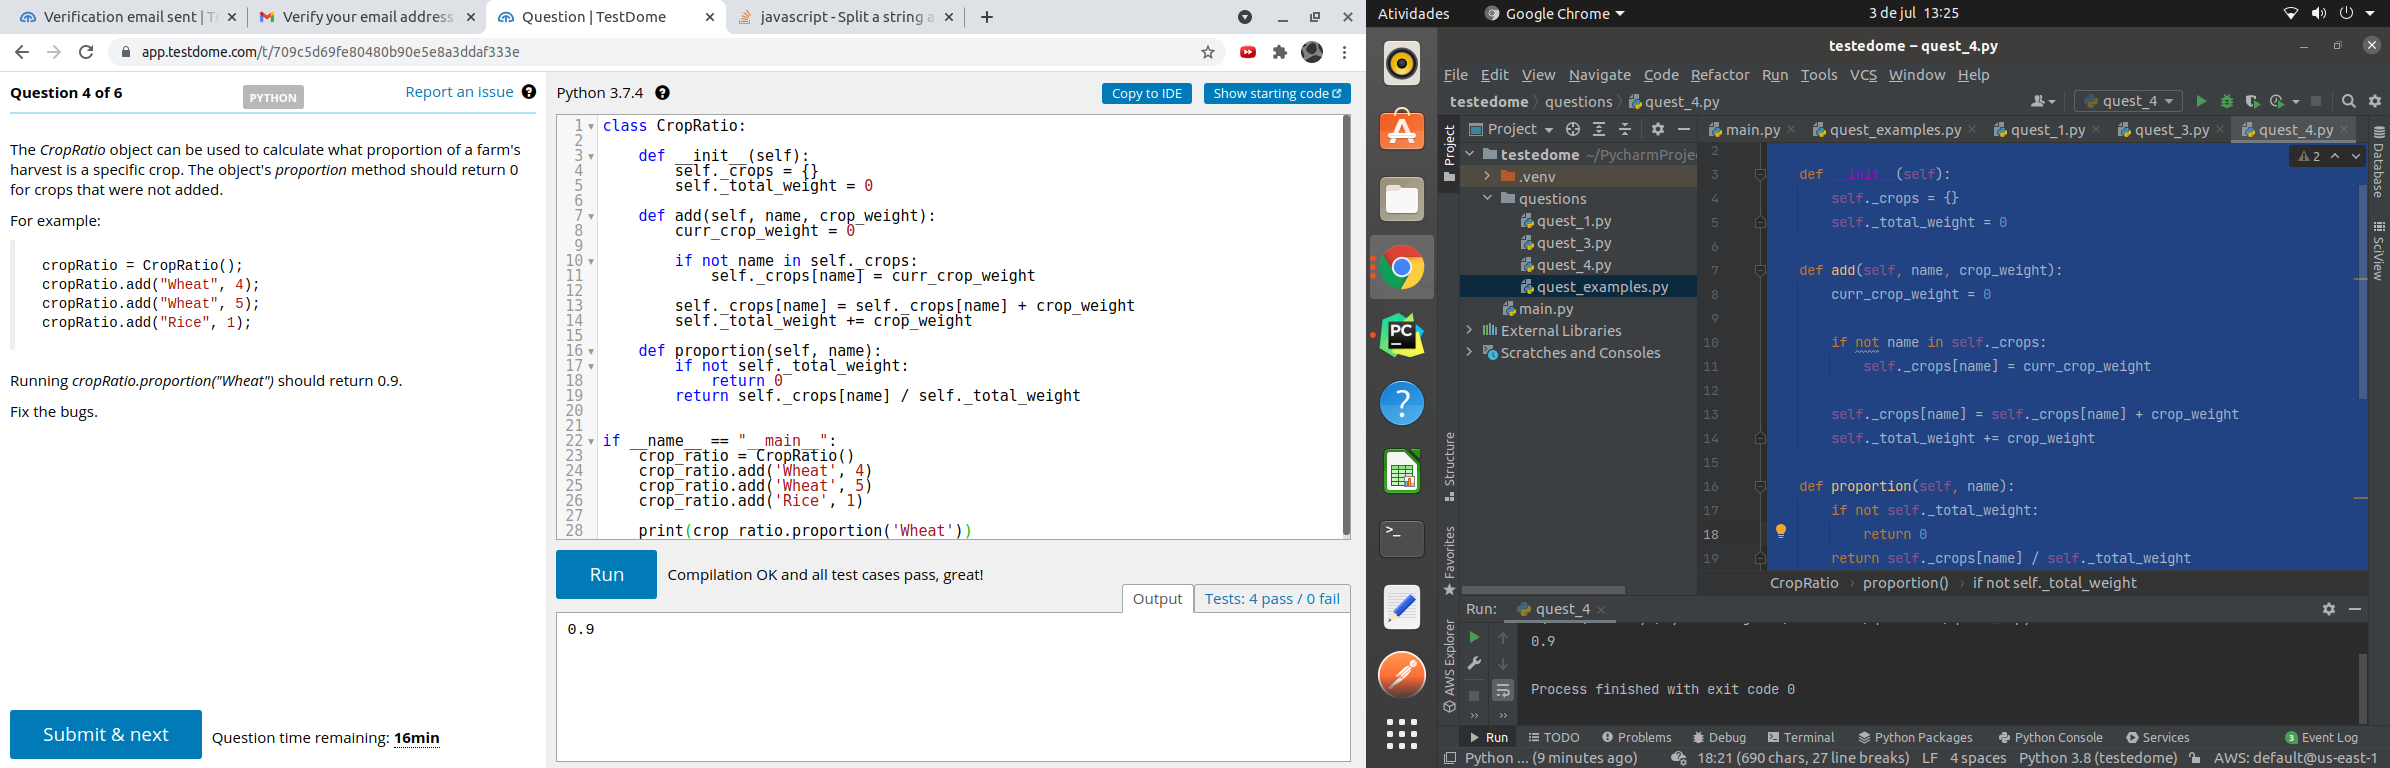 Verification email sent | Te
Verify your email address
Question | TestDome
javascript - Split a string a
app.testdome.com/t/709c5d69fe80480b90e5e8a3ddaf333e
Question 4 of 6
PYTHON
Report an issue
The CropRatio object can be used to calculate what proportion of a farm's
harvest is a specific crop. The object's proportion method should return 0
for crops that were not added.
For example:
cropRatio = CropRatio();
cropRatio.add("Wheat", 4);
cropRatio.add("Wheat", 5);
cropRatio.add("Rice", 1);
Running cropRatio.proportion("Wheat") should return 0.9.
Fix the bugs.
Submit & next
Question time remaining: 16min
Python 3.7.4
Copy to IDE
Show starting code
1 class CropRatio:
2
3     def __init__(self):
4         self._crops = {}
5         self._total_weight = 0
6
7     def add(self, name, crop_weight):
8         curr_crop_weight = 0
9
10         if not name in self._crops:
11             self._crops[name] = curr_crop_weight
12
13         self._crops[name] = self._crops[name] + crop_weight
14         self._total_weight += crop_weight
15
16     def proportion(self, name):
17         if not self._total_weight:
18             return 0
19         return self._crops[name] / self._total_weight
20
21
22 if __name__ == "__main__":
23     crop_ratio = CropRatio()
24     crop_ratio.add('Wheat', 4)
25     crop_ratio.add('Wheat', 5)
26     crop_ratio.add('Rice', 1)
27
28     print(crop_ratio.proportion('Wheat'))
Run
Compilation OK and all test cases pass, great!
Output
Tests: 4 pass / 0 fail
0.9
Atividades
Google Chrome
3 de jul 13:25
testedome – quest_4.py
File Edit View Navigate Code Refactor Run Tools VCS Window Help
testedome
questions
quest_4.py
quest_4
Project
main.py
quest_examples.py
quest_1.py
quest_3.py
quest_4.py
Project
Structure
Favorites
AWS Explorer
testedome ~/PycharmProje
.venv
questions
quest_1.py
quest_3.py
quest_4.py
quest_examples.py
main.py
External Libraries
Scratches and Consoles
2
3     def __init__(self):
4         self._crops = {}
5         self._total_weight = 0
6
7     def add(self, name, crop_weight):
8         curr_crop_weight = 0
9
10         if not name in self._crops:
11             self._crops[name] = curr_crop_weight
12
13         self._crops[name] = self._crops[name] + crop_weight
14         self._total_weight += crop_weight
15
16     def proportion(self, name):
17         if not self._total_weight:
18             return 0
19         return self._crops[name] / self._total_weight
2
Database
SciView
CropRatio
proportion()
if not self._total_weight
Run:
quest_4
0.9
Process finished with exit code 0
Run
TODO
Problems
Debug
Terminal
Python Packages
Python Console
Services
3 Event Log
Python ... (9 minutes ago)
18:21 (690 chars, 27 line breaks)
LF
4 spaces
Python 3.8 (testedome)
AWS: default@us-east-1
PC
>_